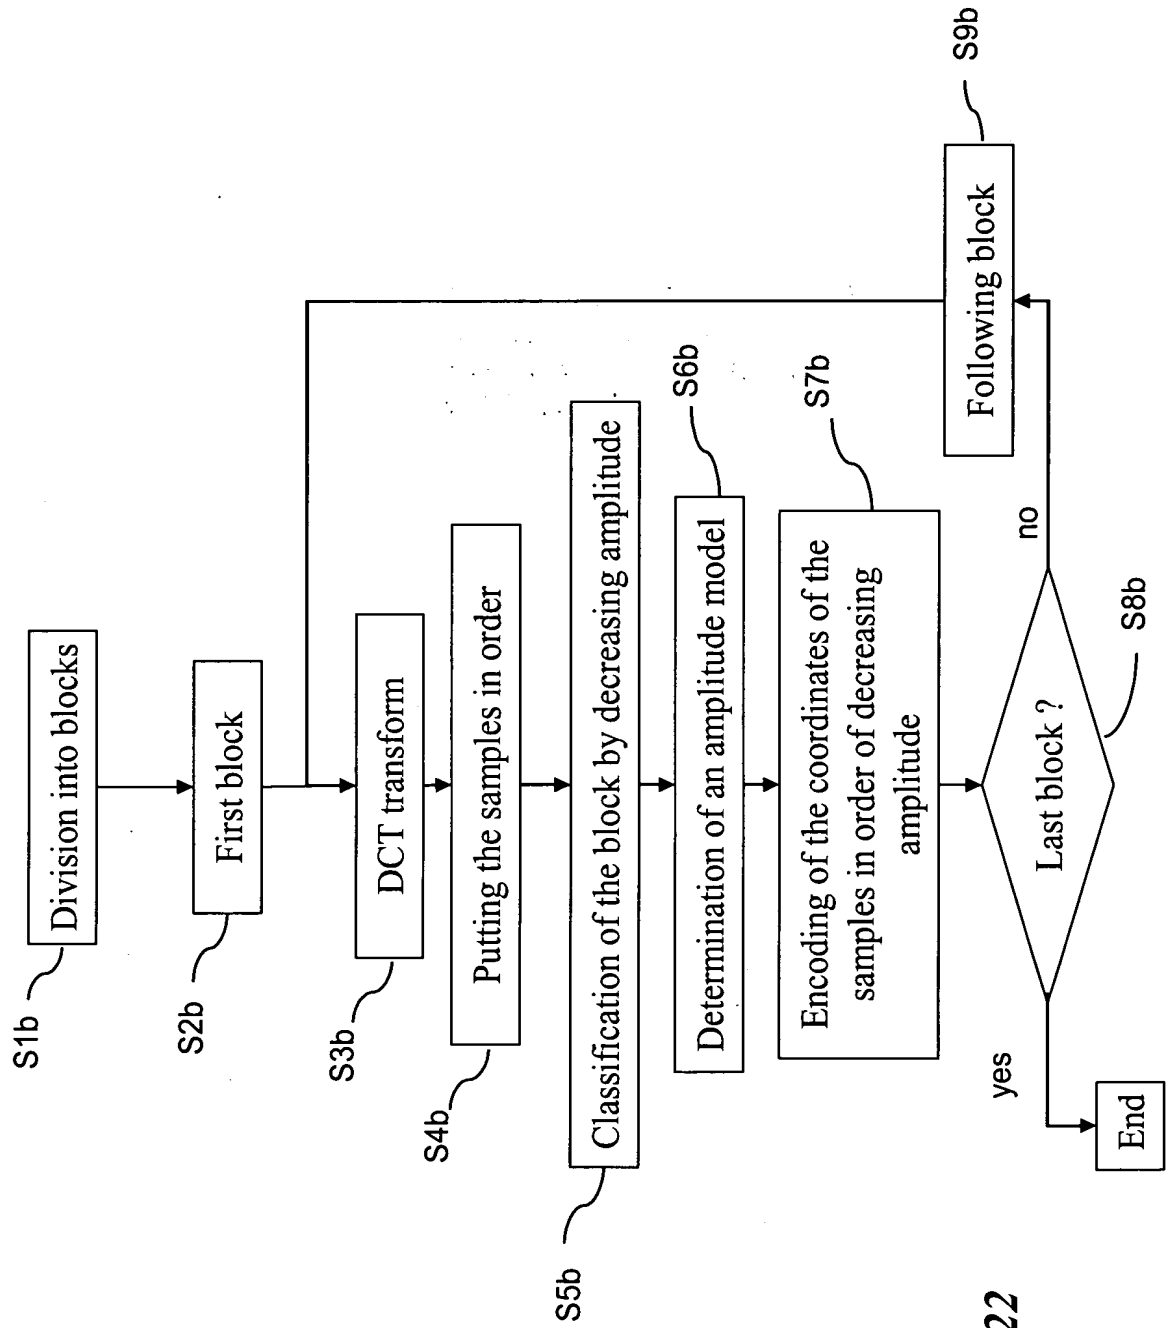 S1b
Division into blocks
S2b
First block
S3b
DCT transform
S4b
Putting the samples in order
S5b
Classification of the block by decreasing amplitude
S6b
Determination of an amplitude model
S7b
Encoding of the coordinates of the
samples in order of decreasing
amplitude
S8b
Last block ?
yes
no
End
S9b
Following block
22